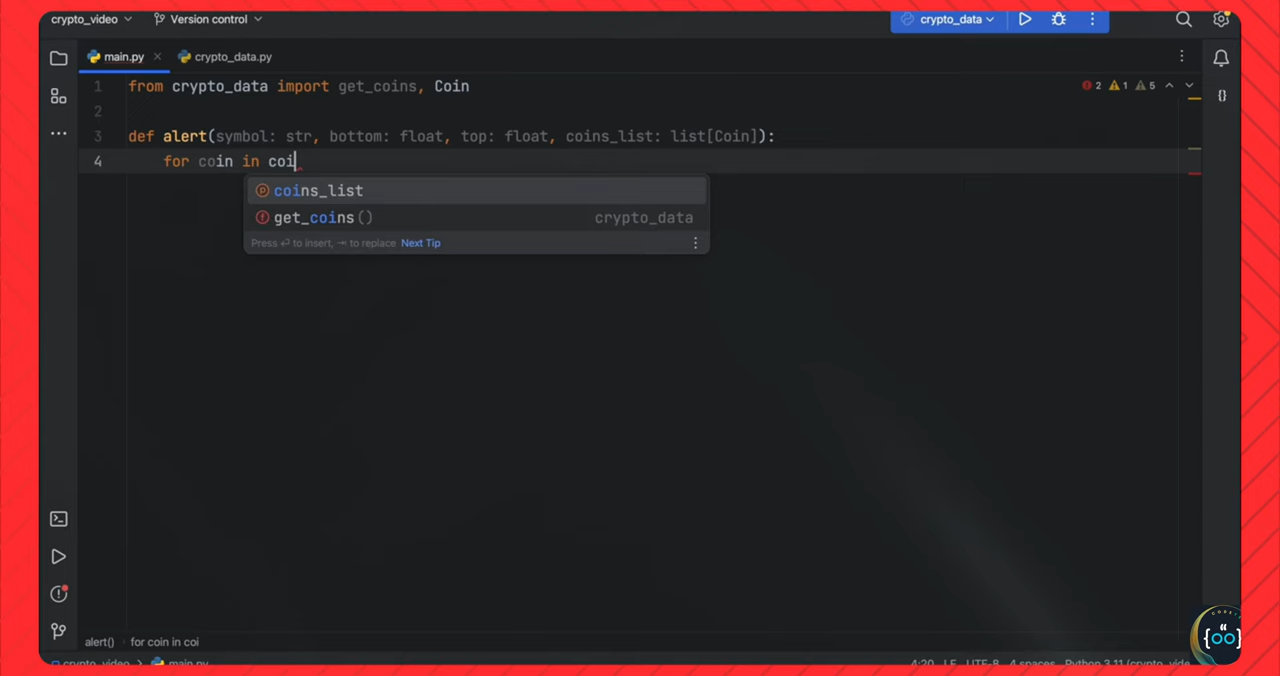 crypto_video Version control crypto_data
main.py crypto_data.py
1 from crypto_data import get_coins, Coin 2 1 5
2
3 def alert(symbol: str, bottom: float, top: float, coins_list: list[Coin]):
4 for coin in coi
coins_list
get_coins() crypto_data
Press ↵ to insert, ⇥ to replace Next Tip
alert() › for coin in coi
crypto_video › main.py 4:20 LF UTF-8 4 spaces Python 3.11 (crypto_vide